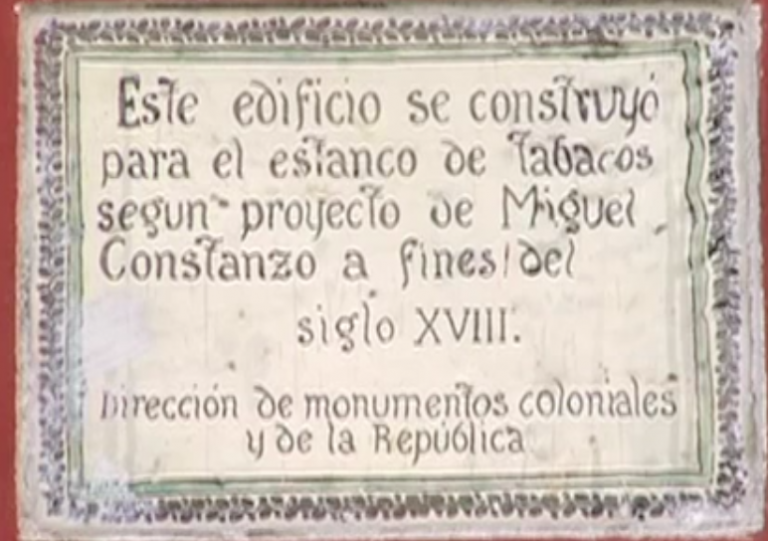 Este edificio se construyó
para el estanco de Tabacos
segun proyecto de Miguel
Constanzo a fines del
siglo XVIII.
Dirección de monumentos coloniales
y de la República